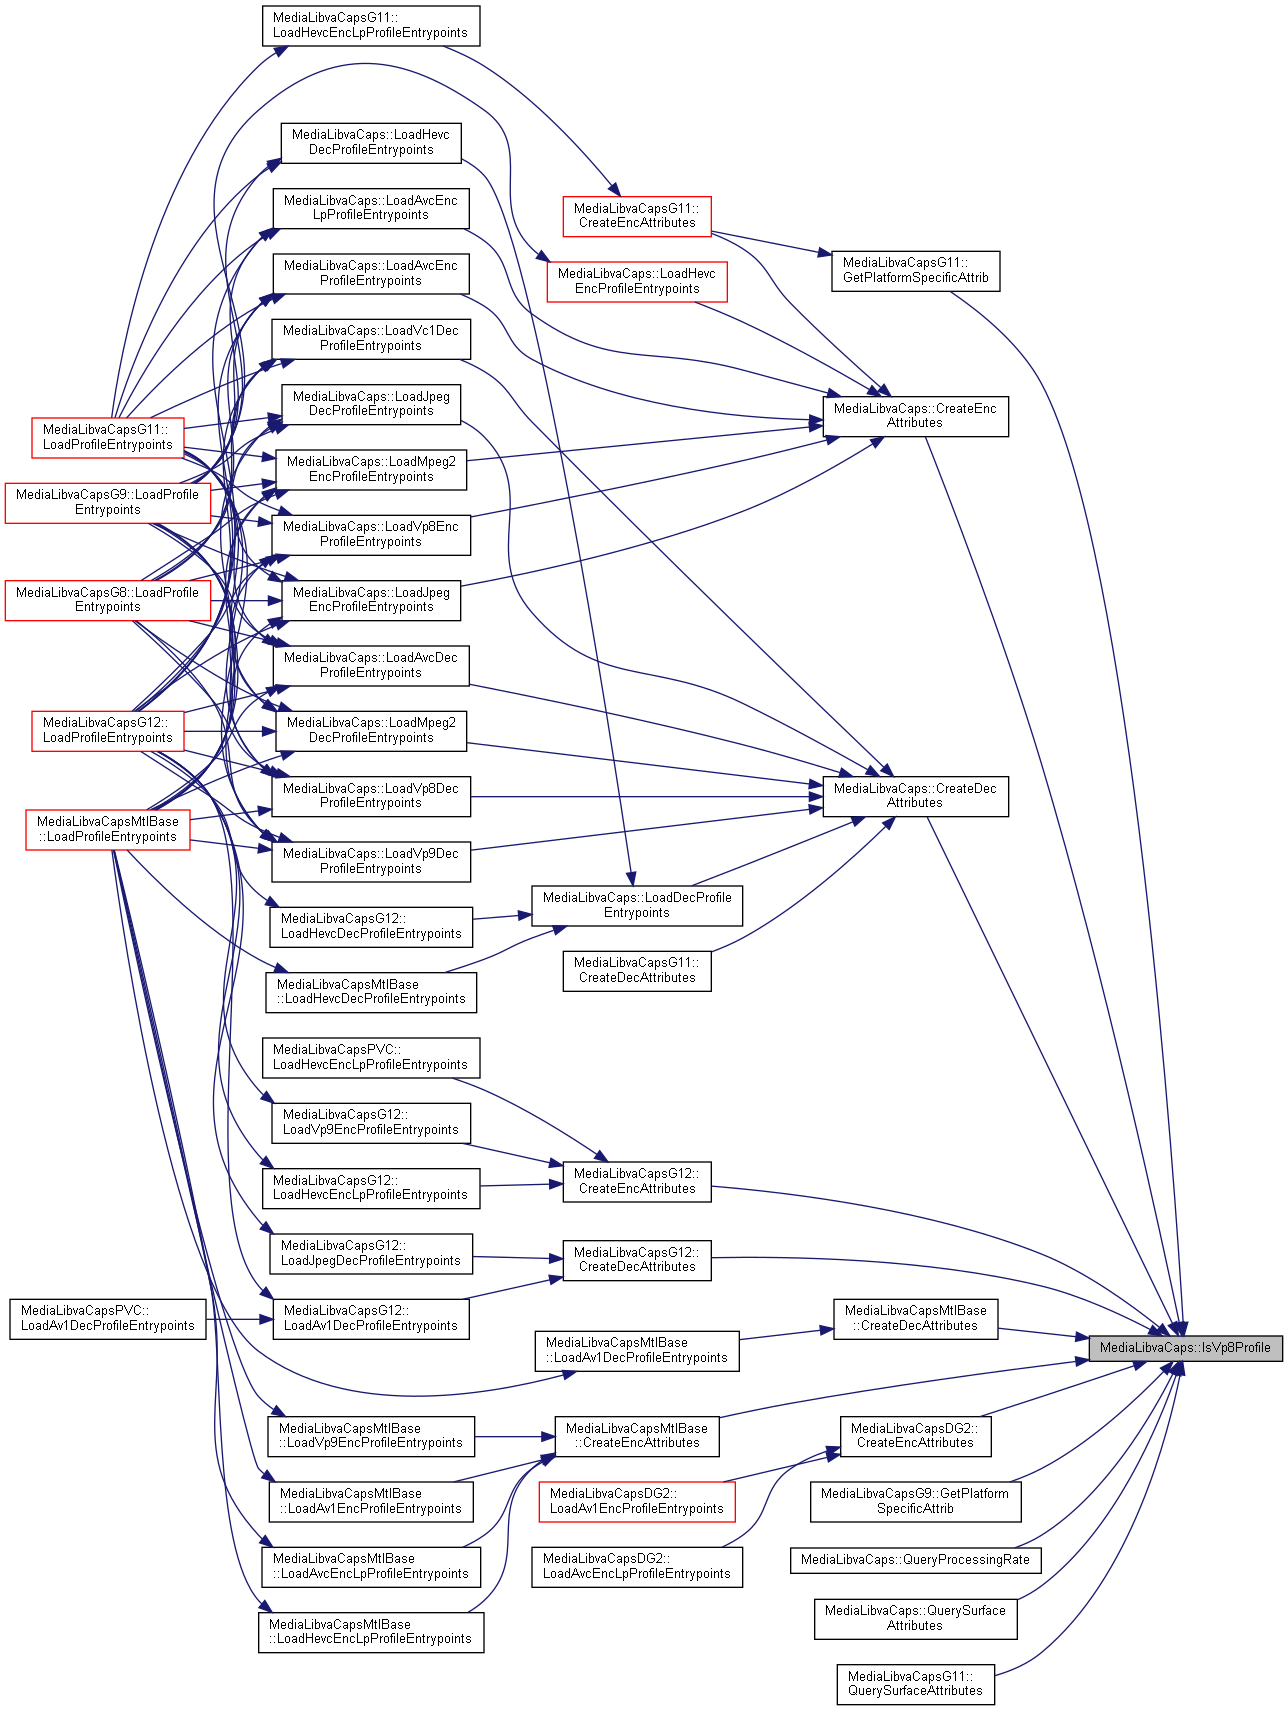 MediaLibvaCapsG11::
LoadHevcEncLpProfileEntrypoints
MediaLibvaCaps::LoadHevc
DecProfileEntrypoints
MediaLibvaCaps::LoadAvcEnc
LpProfileEntrypoints
MediaLibvaCapsG11::
CreateEncAttributes
MediaLibvaCapsG11::
GetPlatformSpecificAttrib
MediaLibvaCaps::LoadAvcEnc
ProfileEntrypoints
MediaLibvaCaps::LoadHevc
EncProfileEntrypoints
MediaLibvaCaps::LoadVc1Dec
ProfileEntrypoints
MediaLibvaCaps::LoadJpeg
DecProfileEntrypoints
MediaLibvaCaps::CreateEnc
Attributes
MediaLibvaCapsG11::
LoadProfileEntrypoints
MediaLibvaCaps::LoadMpeg2
EncProfileEntrypoints
MediaLibvaCapsG9::LoadProfile
Entrypoints
MediaLibvaCaps::LoadVp8Enc
ProfileEntrypoints
MediaLibvaCapsG8::LoadProfile
Entrypoints
MediaLibvaCaps::LoadJpeg
EncProfileEntrypoints
MediaLibvaCaps::LoadAvcDec
ProfileEntrypoints
MediaLibvaCapsG12::
LoadProfileEntrypoints
MediaLibvaCaps::LoadMpeg2
DecProfileEntrypoints
MediaLibvaCaps::LoadVp8Dec
ProfileEntrypoints
MediaLibvaCaps::CreateDec
Attributes
MediaLibvaCapsMtlBase
::LoadProfileEntrypoints
MediaLibvaCaps::LoadVp9Dec
ProfileEntrypoints
MediaLibvaCaps::LoadDecProfile
Entrypoints
MediaLibvaCapsG12::
LoadHevcDecProfileEntrypoints
MediaLibvaCapsG11::
CreateDecAttributes
MediaLibvaCapsMtlBase
::LoadHevcDecProfileEntrypoints
MediaLibvaCapsPVC::
LoadHevcEncLpProfileEntrypoints
MediaLibvaCapsG12::
LoadVp9EncProfileEntrypoints
MediaLibvaCapsG12::
CreateEncAttributes
MediaLibvaCapsG12::
LoadHevcEncLpProfileEntrypoints
MediaLibvaCapsG12::
LoadJpegDecProfileEntrypoints
MediaLibvaCapsG12::
CreateDecAttributes
MediaLibvaCapsPVC::
LoadAv1DecProfileEntrypoints
MediaLibvaCapsG12::
LoadAv1DecProfileEntrypoints
MediaLibvaCapsMtlBase
::CreateDecAttributes
MediaLibvaCapsMtlBase
::LoadAv1DecProfileEntrypoints
MediaLibvaCaps::IsVp8Profile
MediaLibvaCapsMtlBase
::LoadVp9EncProfileEntrypoints
MediaLibvaCapsMtlBase
::CreateEncAttributes
MediaLibvaCapsDG2::
CreateEncAttributes
MediaLibvaCapsMtlBase
::LoadAv1EncProfileEntrypoints
MediaLibvaCapsDG2::
LoadAv1EncProfileEntrypoints
MediaLibvaCapsG9::GetPlatform
SpecificAttrib
MediaLibvaCapsMtlBase
::LoadAvcEncLpProfileEntrypoints
MediaLibvaCapsDG2::
LoadAvcEncLpProfileEntrypoints
MediaLibvaCaps::QueryProcessingRate
MediaLibvaCapsMtlBase
::LoadHevcEncLpProfileEntrypoints
MediaLibvaCaps::QuerySurface
Attributes
MediaLibvaCapsG11::
QuerySurfaceAttributes